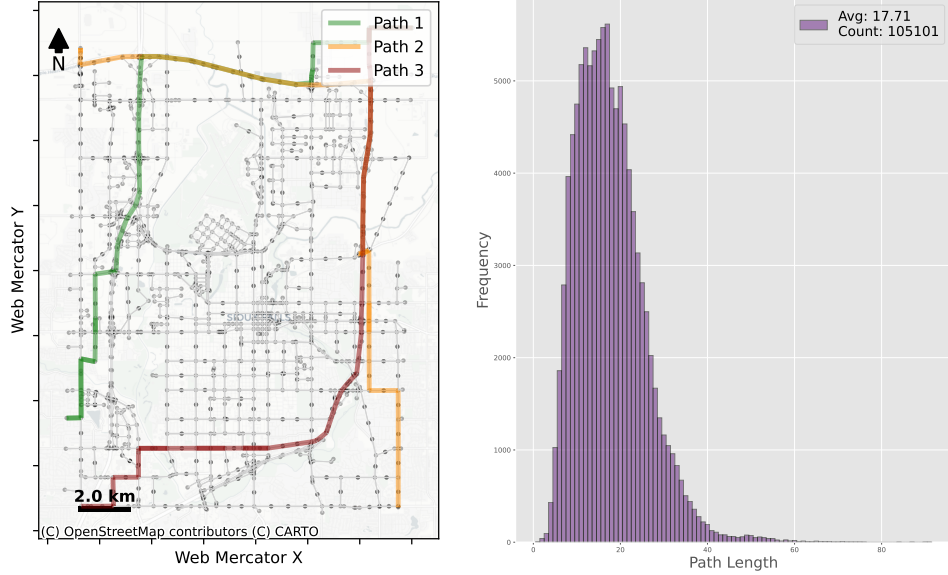 Path 1
Path 2
Path 3
N
2.0 km
(C) OpenStreetMap contributors (C) CARTO
Web Mercator X
Web Mercator Y
Avg: 17.71
Count: 105101
Frequency
5000
4000
3000
2000
1000
0
0 20 40 60 80
Path Length